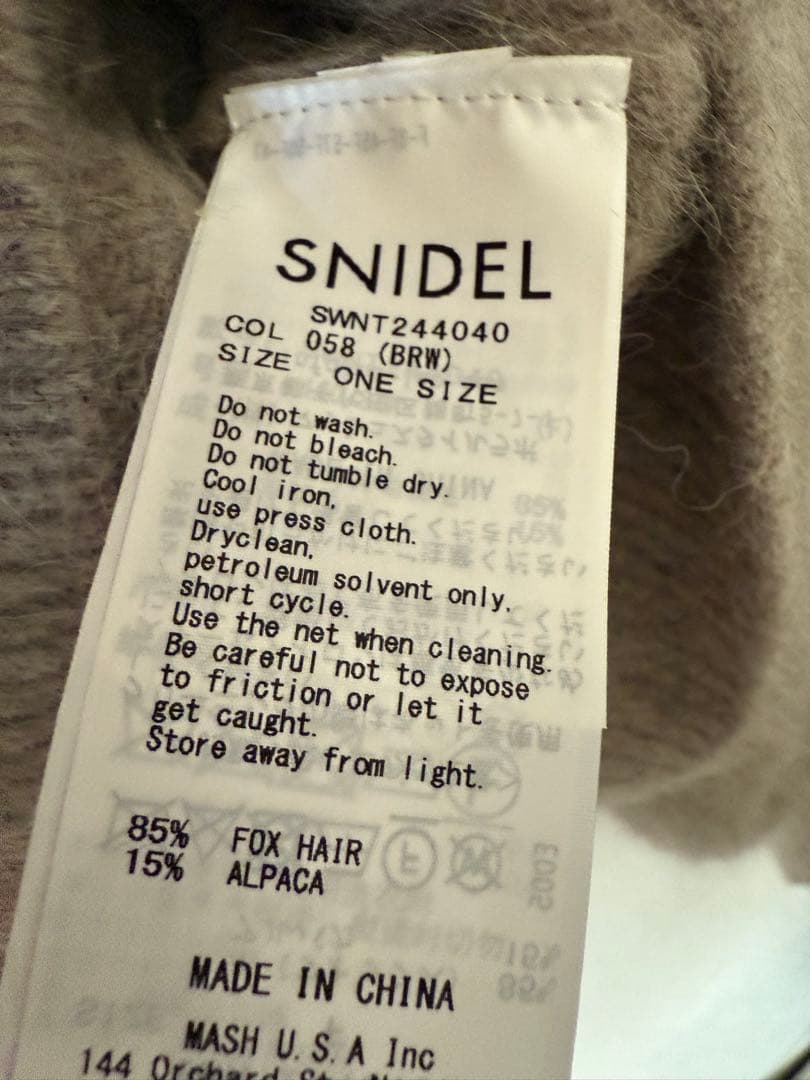 SNIDEL
SWNT244040
COL 058 (BRW)
SIZE ONE SIZE
Do not wash.
Do not bleach.
Do not tumble dry.
Cool iron,
use press cloth.
Dryclean,
petroleum solvent only,
short cycle.
Use the net when cleaning.
Be careful not to expose
to friction or let it
get caught.
Store away from light.
85% FOX HAIR
15% ALPACA
MADE IN CHINA
MASH U.S.A Inc
144 Orchard